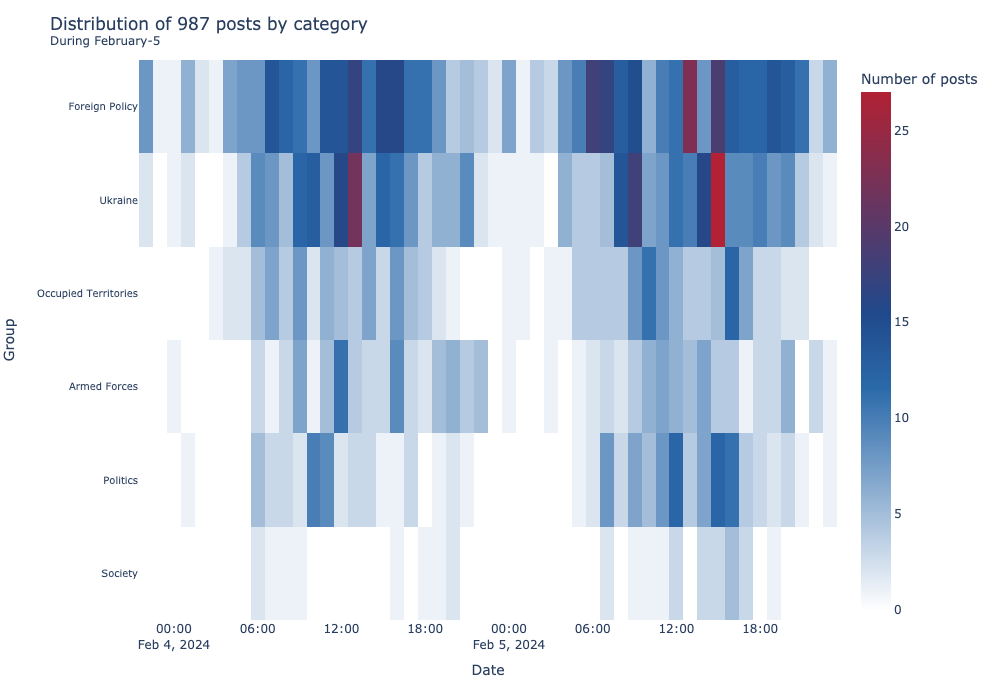 Distribution of 987 posts by category
During February-5
Number of posts
Foreign Policy
Ukraine
Occupied Territories
Armed Forces
Politics
Society
Group
25
20
15
10
5
0
00:00 06:00 12:00 18:00 00:00 06:00 12:00 18:00
Feb 4, 2024 Feb 5, 2024
Date